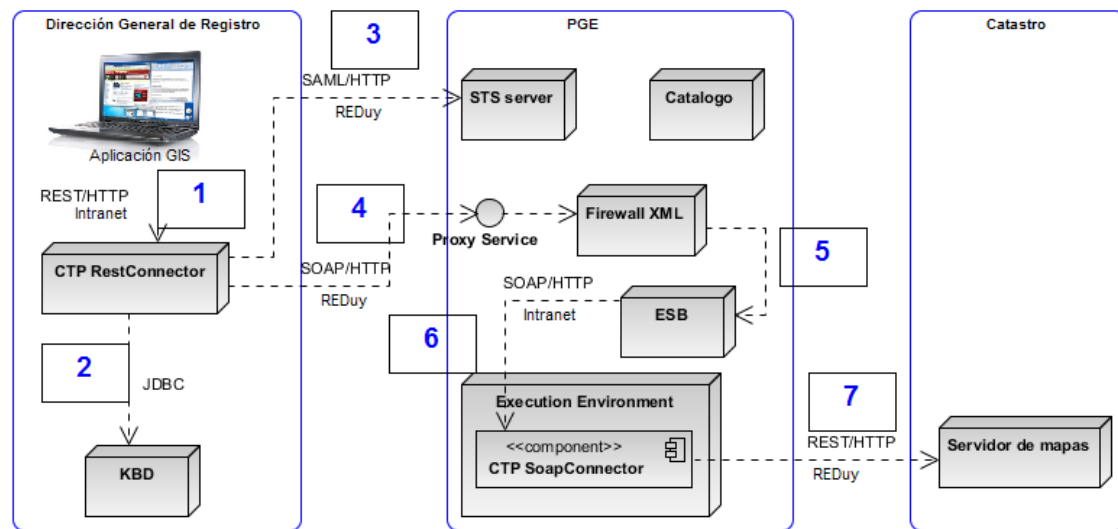 Dirección General de Registro
PGE
Catastro
3
SAML/HTTP
REDuy
STS server
Catalogo
Aplicación GIS
REST/HTTP
Intranet
1
4
Proxy Service
Firewall XML
CTP RestConnector
SOAP/HTTP
REDuy
5
SOAP/HTTP
Intranet
ESB
6
2
JDBC
Execution Environment
<<component>>
CTP SoapConnector
7
REST/HTTP
REDuy
Servidor de mapas
KBD